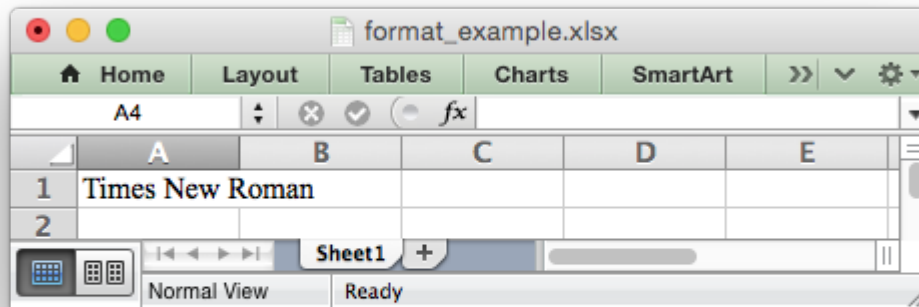 format_example.xlsx
Home Layout Tables Charts SmartArt
A4 fx
A B C D E
1 Times New Roman
2
Sheet1 +
Normal View Ready